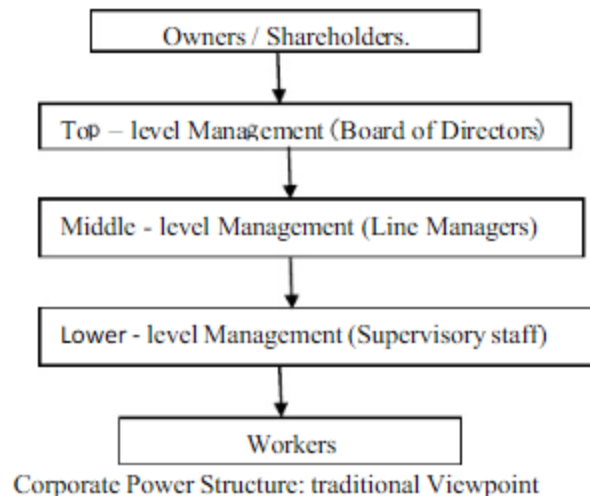 Owners / Shareholders.
Top – level Management (Board of Directors)
Middle - level Management (Line Managers)
Lower - level Management (Supervisory staff)
Workers
Corporate Power Structure: traditional Viewpoint